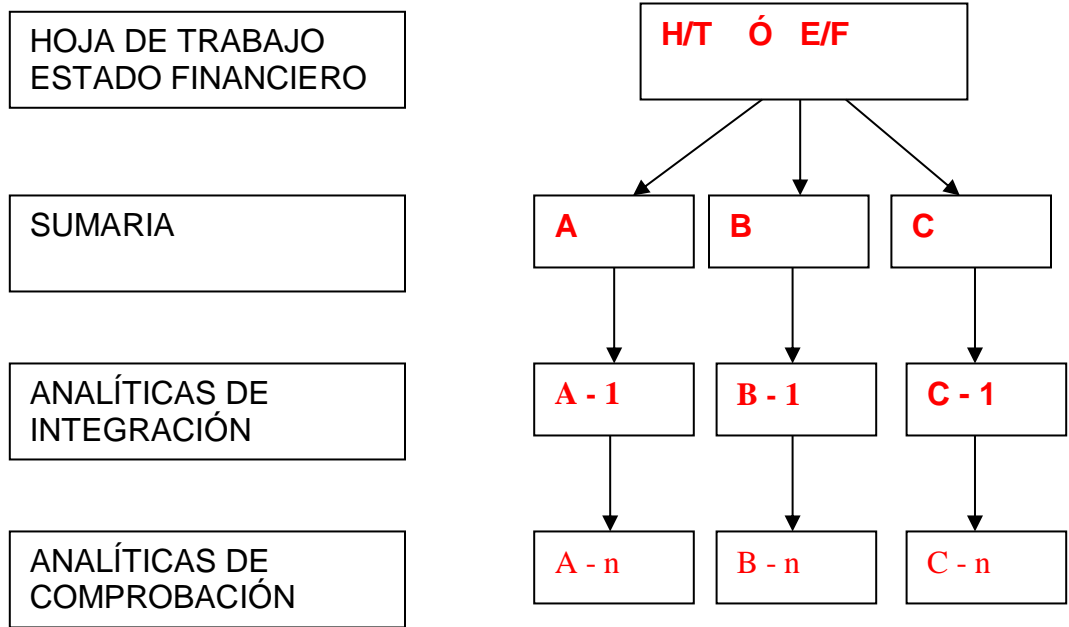 HOJA DE TRABAJO
ESTADO FINANCIERO
H/T Ó E/F
SUMARIA
A
B
C
ANALÍTICAS DE
INTEGRACIÓN
A - 1
B - 1
C - 1
ANALÍTICAS DE
COMPROBACIÓN
A - n
B - n
C - n